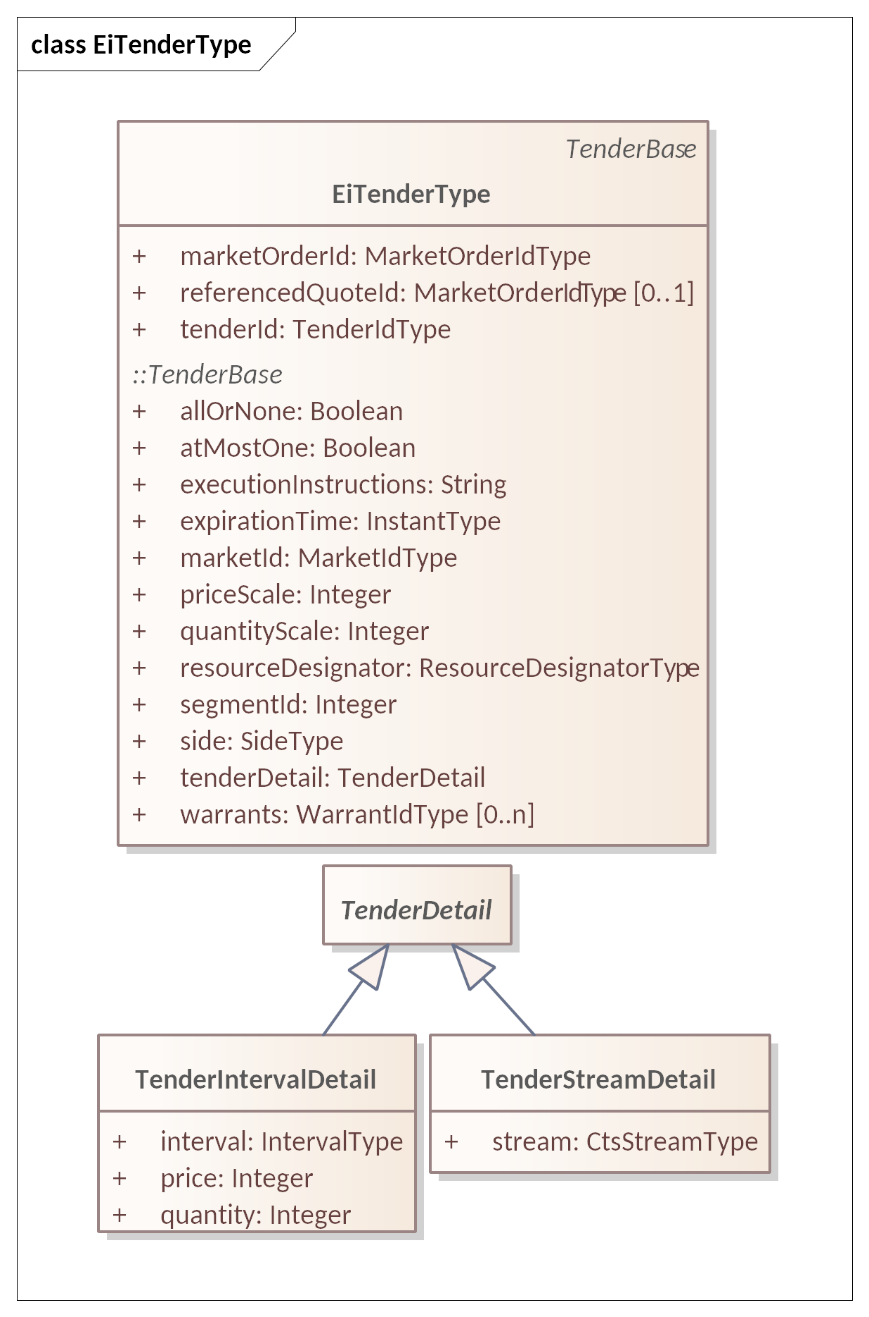 class EiTenderType
TenderBase
EiTenderType
+ marketOrderId: MarketOrderIdType
+ referencedQuoteId: MarketOrderIdType [0..1]
+ tenderId: TenderIdType
::TenderBase
+ allOrNone: Boolean
+ atMostOne: Boolean
+ executionInstructions: String
+ expirationTime: InstantType
+ marketId: MarketIdType
+ priceScale: Integer
+ quantityScale: Integer
+ resourceDesignator: ResourceDesignatorType
+ segmentId: Integer
+ side: SideType
+ tenderDetail: TenderDetail
+ warrants: WarrantIdType [0..n]
TenderDetail
TenderIntervalDetail
+ interval: IntervalType
+ price: Integer
+ quantity: Integer
TenderStreamDetail
+ stream: CtsStreamType